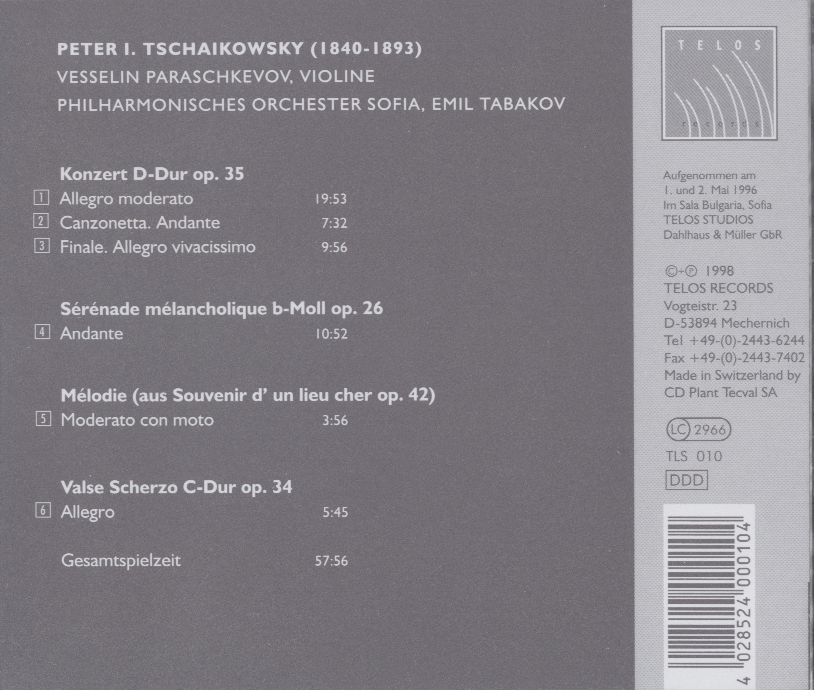 PETER I. TSCHAIKOWSKY (1840-1893)
VESSELIN PARASCHKEVOV, VIOLINE
PHILHARMONISCHES ORCHESTER SOFIA, EMIL TABAKOV
Konzert D-Dur op. 35
1 Allegro moderato 19:53
2 Canzonetta. Andante 7:32
3 Finale. Allegro vivacissimo 9:56
Sérénade mélancholique b-Moll op. 26
4 Andante 10:52
Mélodie (aus Souvenir d' un lieu cher op. 42)
5 Moderato con moto 3:56
Valse Scherzo C-Dur op. 34
6 Allegro 5:45
Gesamtspielzeit 57:56
TELOS
records
Aufgenommen am
1. und 2. Mai 1996
Im Sala Bulgaria, Sofia
TELOS STUDIOS
Dahlhaus & Müller GbR
©+℗ 1998
TELOS RECORDS
Vogteistr. 23
D-53894 Mechernich
Tel +49-(0)-2443-6244
Fax +49-(0)-2443-7402
Made in Switzerland by
CD Plant Tecval SA
LC 2966
TLS 010
DDD
4 028524 000104